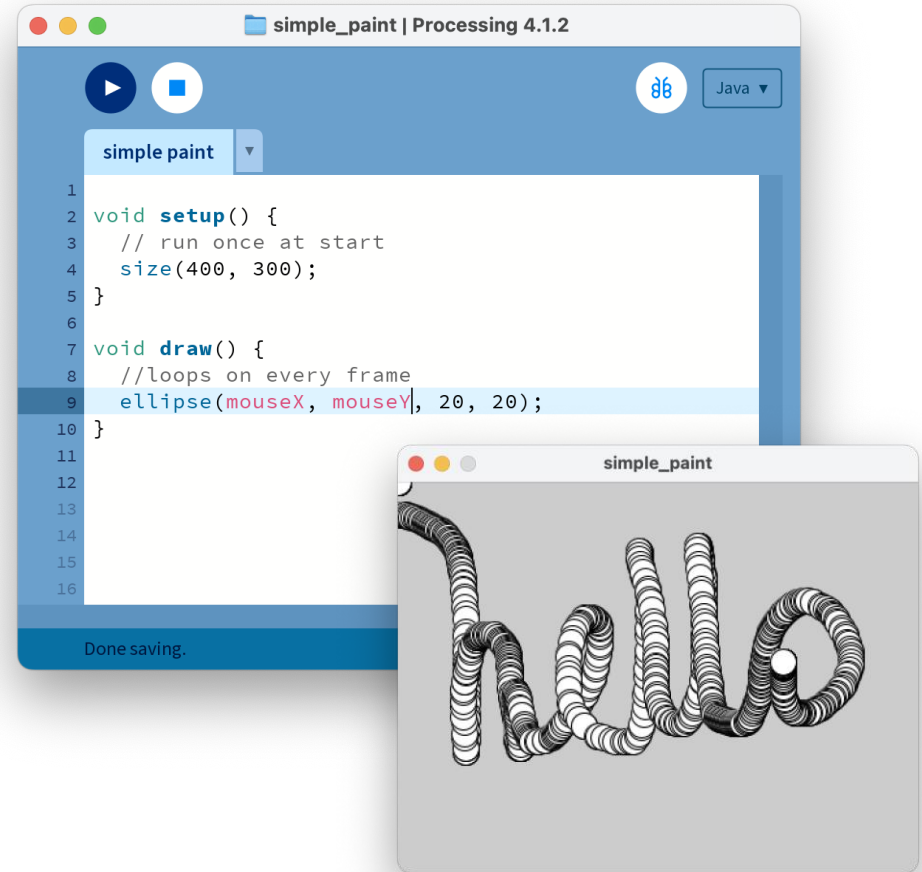 simple_paint | Processing 4.1.2
Java ▼
simple paint ▼
1
2 void setup() {
3 // run once at start
4 size(400, 300);
5 }
6
7 void draw() {
8 //loops on every frame
9 ellipse(mouseX, mouseY, 20, 20);
10 }
11
12
13
14
15
16
Done saving.
simple_paint
hello